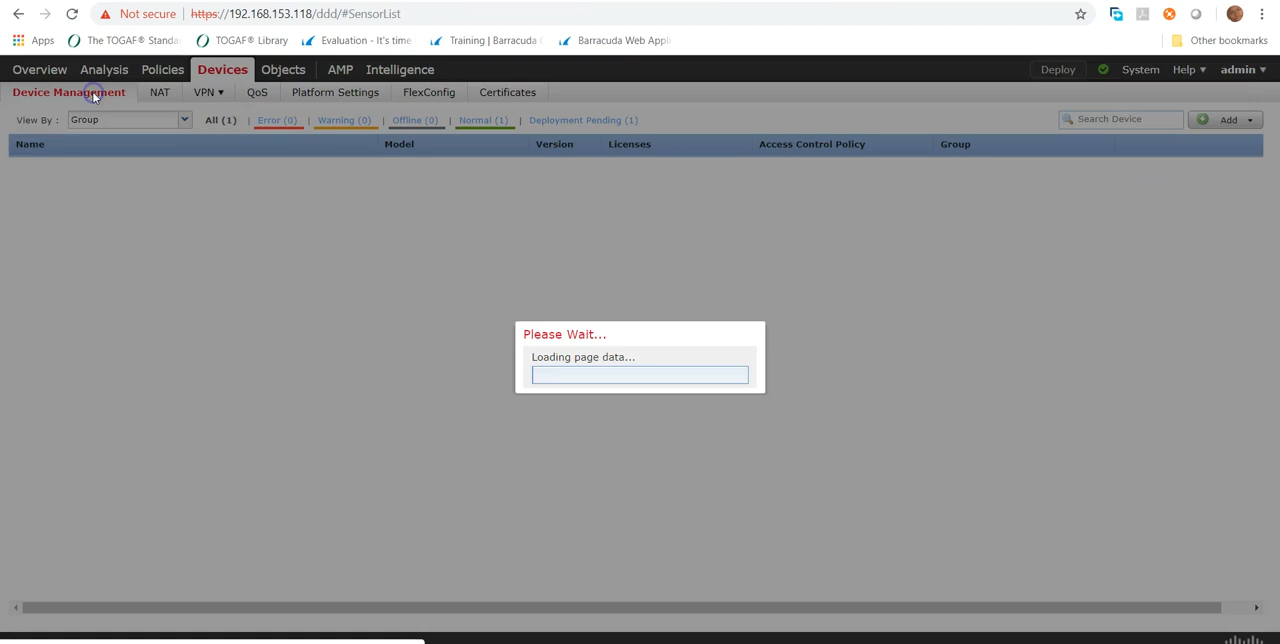 Not secure | https://192.168.153.118/ddd/#SensorList
Apps The TOGAF® Standa TOGAF® Library Evaluation - It's time Training | Barracuda Barracuda Web Appli Other bookmarks
Overview Analysis Policies Devices Objects AMP Intelligence Deploy System Help ▾ admin ▾
Device Management NAT VPN ▾ QoS Platform Settings FlexConfig Certificates
View By : Group All (1) | Error (0) | Warning (0) | Offline (0) | Normal (1) | Deployment Pending (1) Search Device Add
Name Model Version Licenses Access Control Policy Group
Please Wait...
Loading page data...